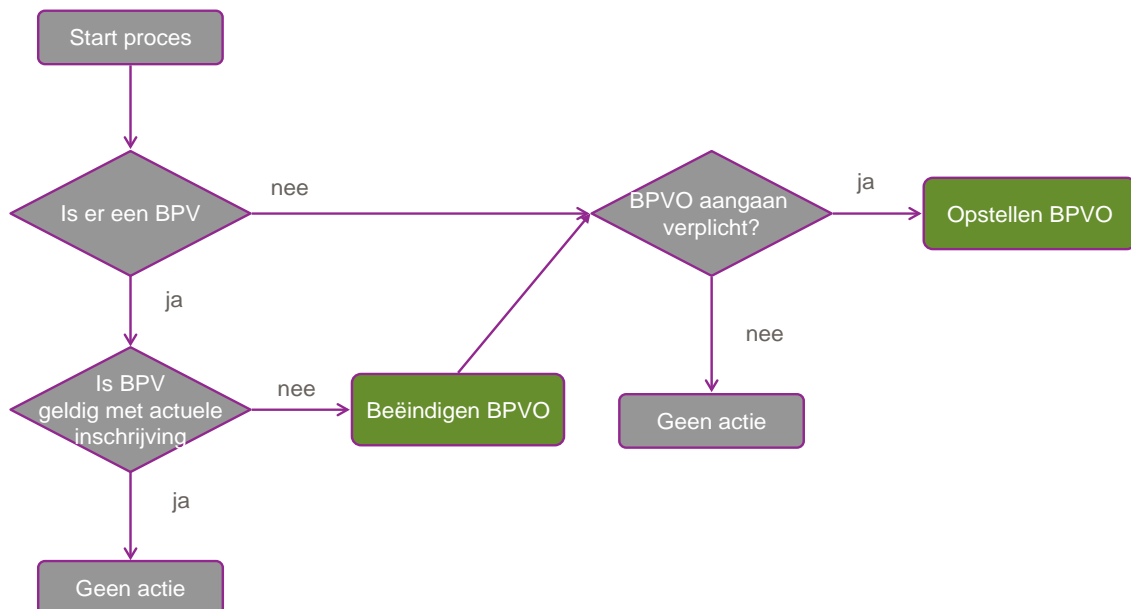 Start proces
Is er een BPV
nee
BPVO aangaan
verplicht?
ja
Opstellen BPVO
ja
nee
Is BPV
geldig met actuele
inschrijving
nee
Beëindigen BPVO
Geen actie
ja
Geen actie